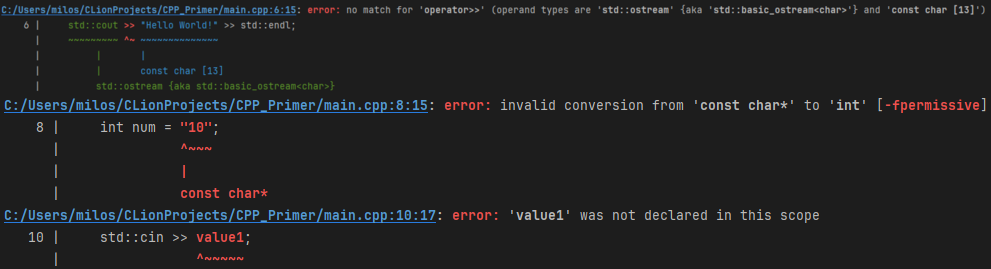 C:/Users/milos/CLionProjects/CPP_Primer/main.cpp:6:15: error: no match for 'operator>>' (operand types are 'std::ostream' {aka 'std::basic_ostream<char>'} and 'const char [13]')
6 | std::cout >> "Hello World!" >> std::endl;
| ~~~~~~~~~ ^~ ~~~~~~~~~~~~~~
| | |
| | const char [13]
| std::ostream {aka std::basic_ostream<char>}
C:/Users/milos/CLionProjects/CPP_Primer/main.cpp:8:15: error: invalid conversion from 'const char*' to 'int' [-fpermissive]
8 | int num = "10";
| ^~~~
| |
| const char*
C:/Users/milos/CLionProjects/CPP_Primer/main.cpp:10:17: error: 'value1' was not declared in this scope
10 | std::cin >> value1;
| ^~~~~~